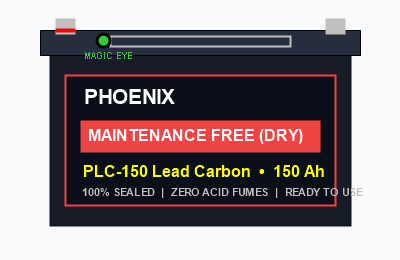 MAGIC EYE
PHOENIX
MAINTENANCE FREE (DRY)
PLC-150 Lead Carbon • 150 Ah
100% SEALED | ZERO ACID FUMES | READY TO USE